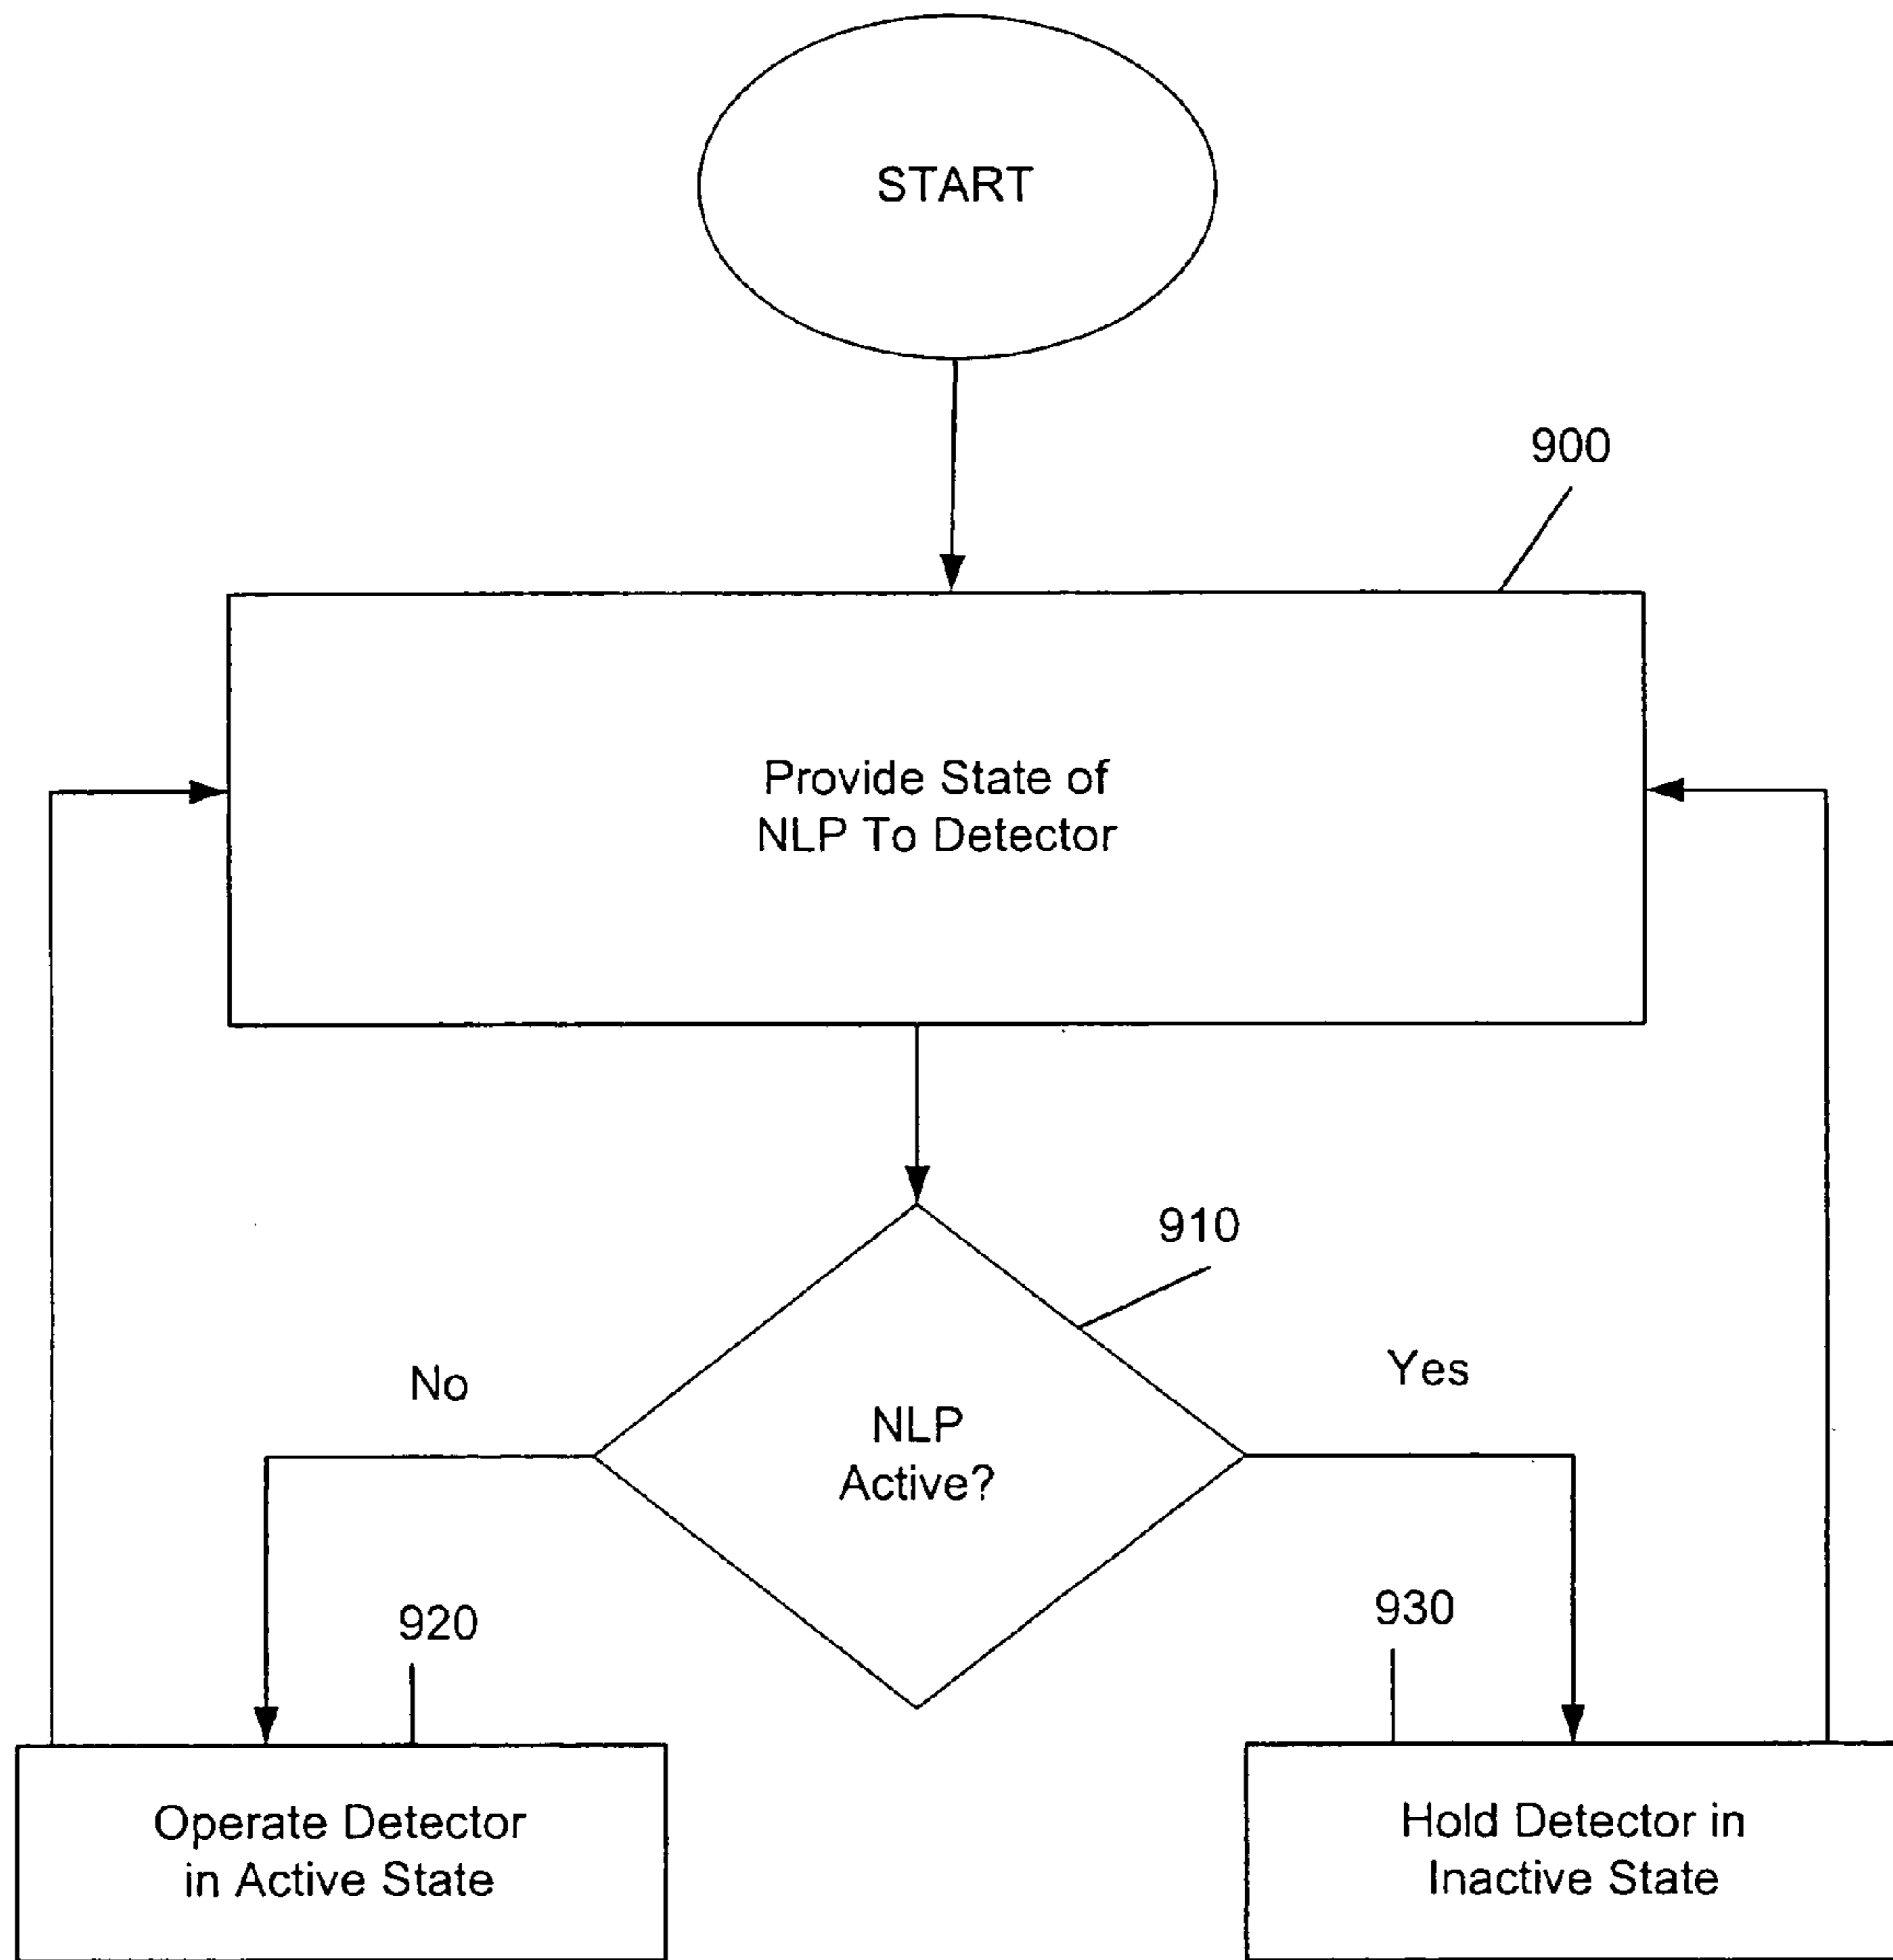 START
900
Provide State of
NLP To Detector
910
No
Yes
NLP
Active?
920
930
Operate Detector
in Active State
Hold Detector in
Inactive State